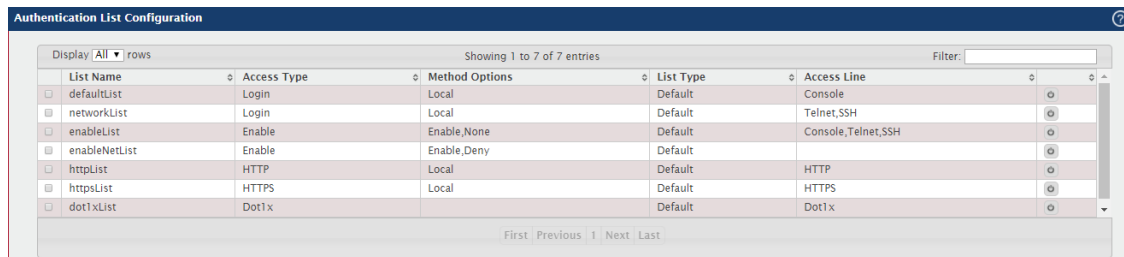 Authentication List Configuration
Display All rows Showing 1 to 7 of 7 entries Filter:
List Name Access Type Method Options List Type Access Line
defaultList Login Local Default Console
networkList Login Local Default Telnet,SSH
enableList Enable Enable,None Default Console,Telnet,SSH
enableNetList Enable Enable,Deny Default
httpList HTTP Local Default HTTP
httpsList HTTPS Local Default HTTPS
dot1xList Dot1x Default Dot1x
First Previous 1 Next Last